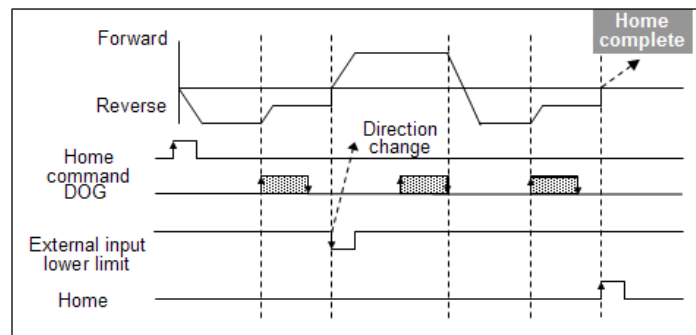 Home
complete
Forward
Reverse
Direction
change
Home
command
DOG
External input
lower limit
Home